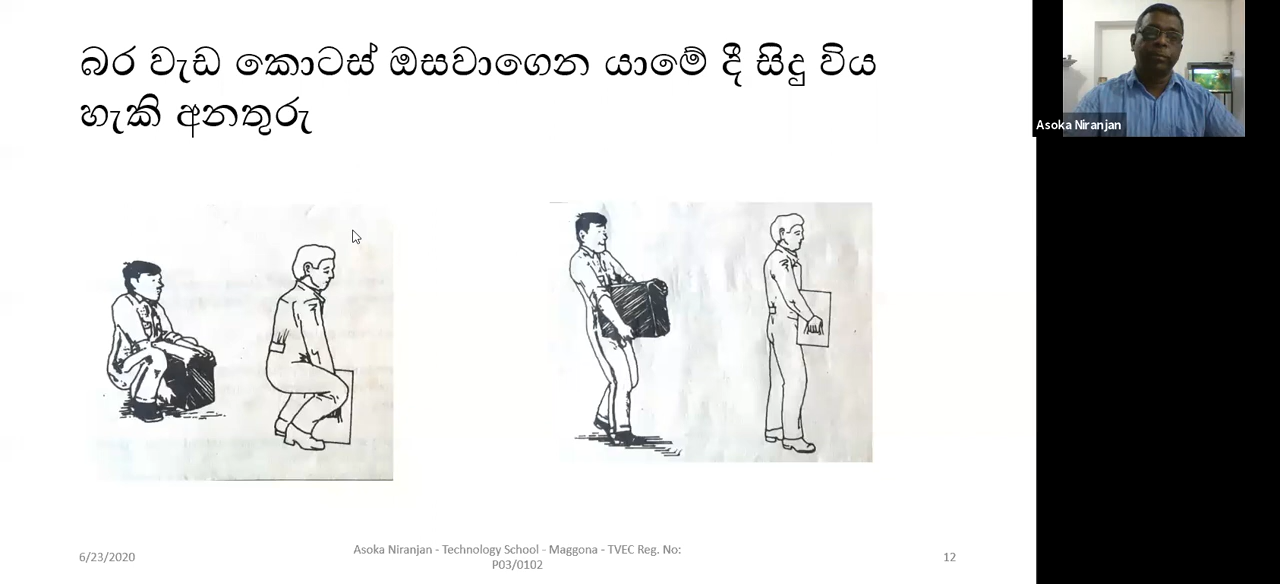 බර වැඩ කොටස් ඔසවාගෙන යාමේ දී සිදු විය
හැකි අනතුරු
Asoka Niranjan
6/23/2020
Asoka Niranjan - Technology School - Maggona - TVEC Reg. No:
P03/0102
12